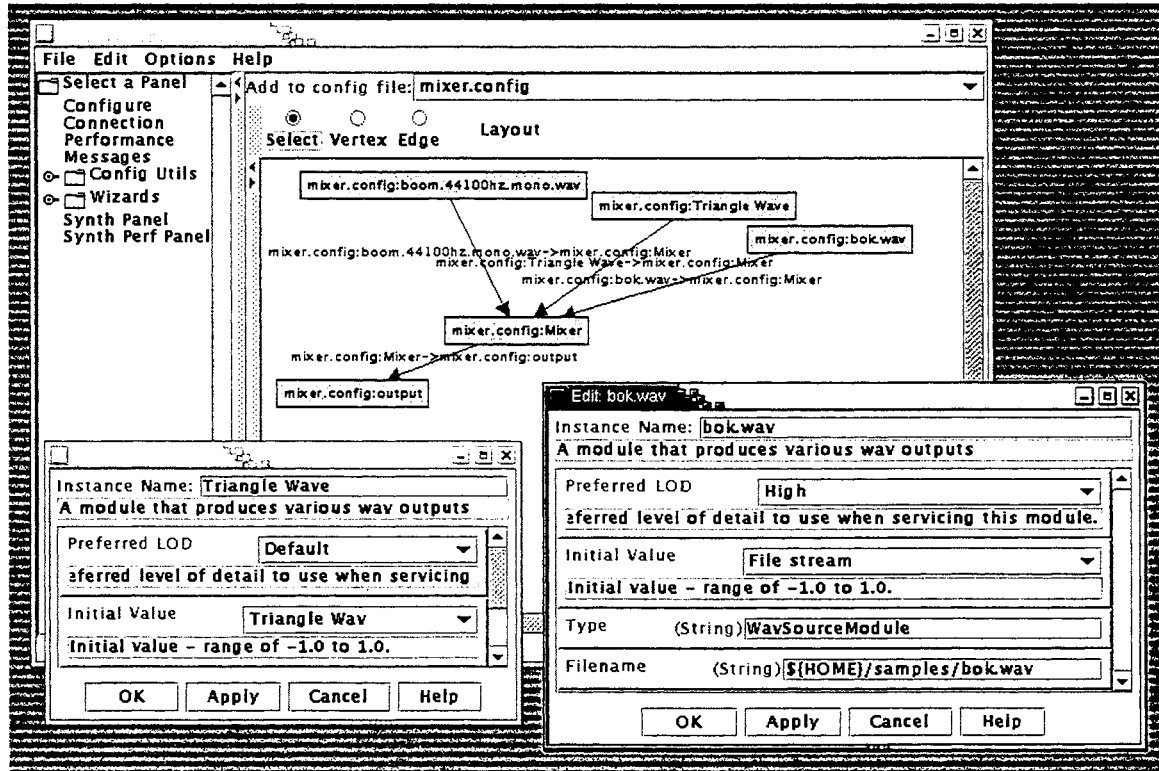 File Edit Options Help
Select a Panel
Configure
Connection
Performance
Messages
Config Utils
Wizards
Synth Panel
Synth Perf Panel
Add to config file: mixer.config
Select Vertex Edge Layout
mixer.config:boom.44100hz.mono.wav
mixer.config:Triangle Wave
mixer.config:bok.wav
mixer.config:boom.44100hz.mono.wav->mixer.config:Mixer
mixer.config:Triangle Wave->mixer.config:Mixer
mixer.config:bok.wav->mixer.config:Mixer
mixer.config:Mixer
mixer.config:Mixer->mixer.config:output
mixer.config:output
Instance Name: Triangle Wave
A module that produces various wav outputs
Preferred LOD Default
eferred level of detail to use when servicing
Initial Value Triangle Wav
Initial value - range of -1.0 to 1.0.
OK Apply Cancel Help
Edit: bok.wav
Instance Name: bok.wav
A module that produces various wav outputs
Preferred LOD High
eferred level of detail to use when servicing this module.
Initial Value File stream
Initial value - range of -1.0 to 1.0.
Type (String) WavSourceModule
Filename (String) ${HOME}/samples/bok.wav
OK Apply Cancel Help